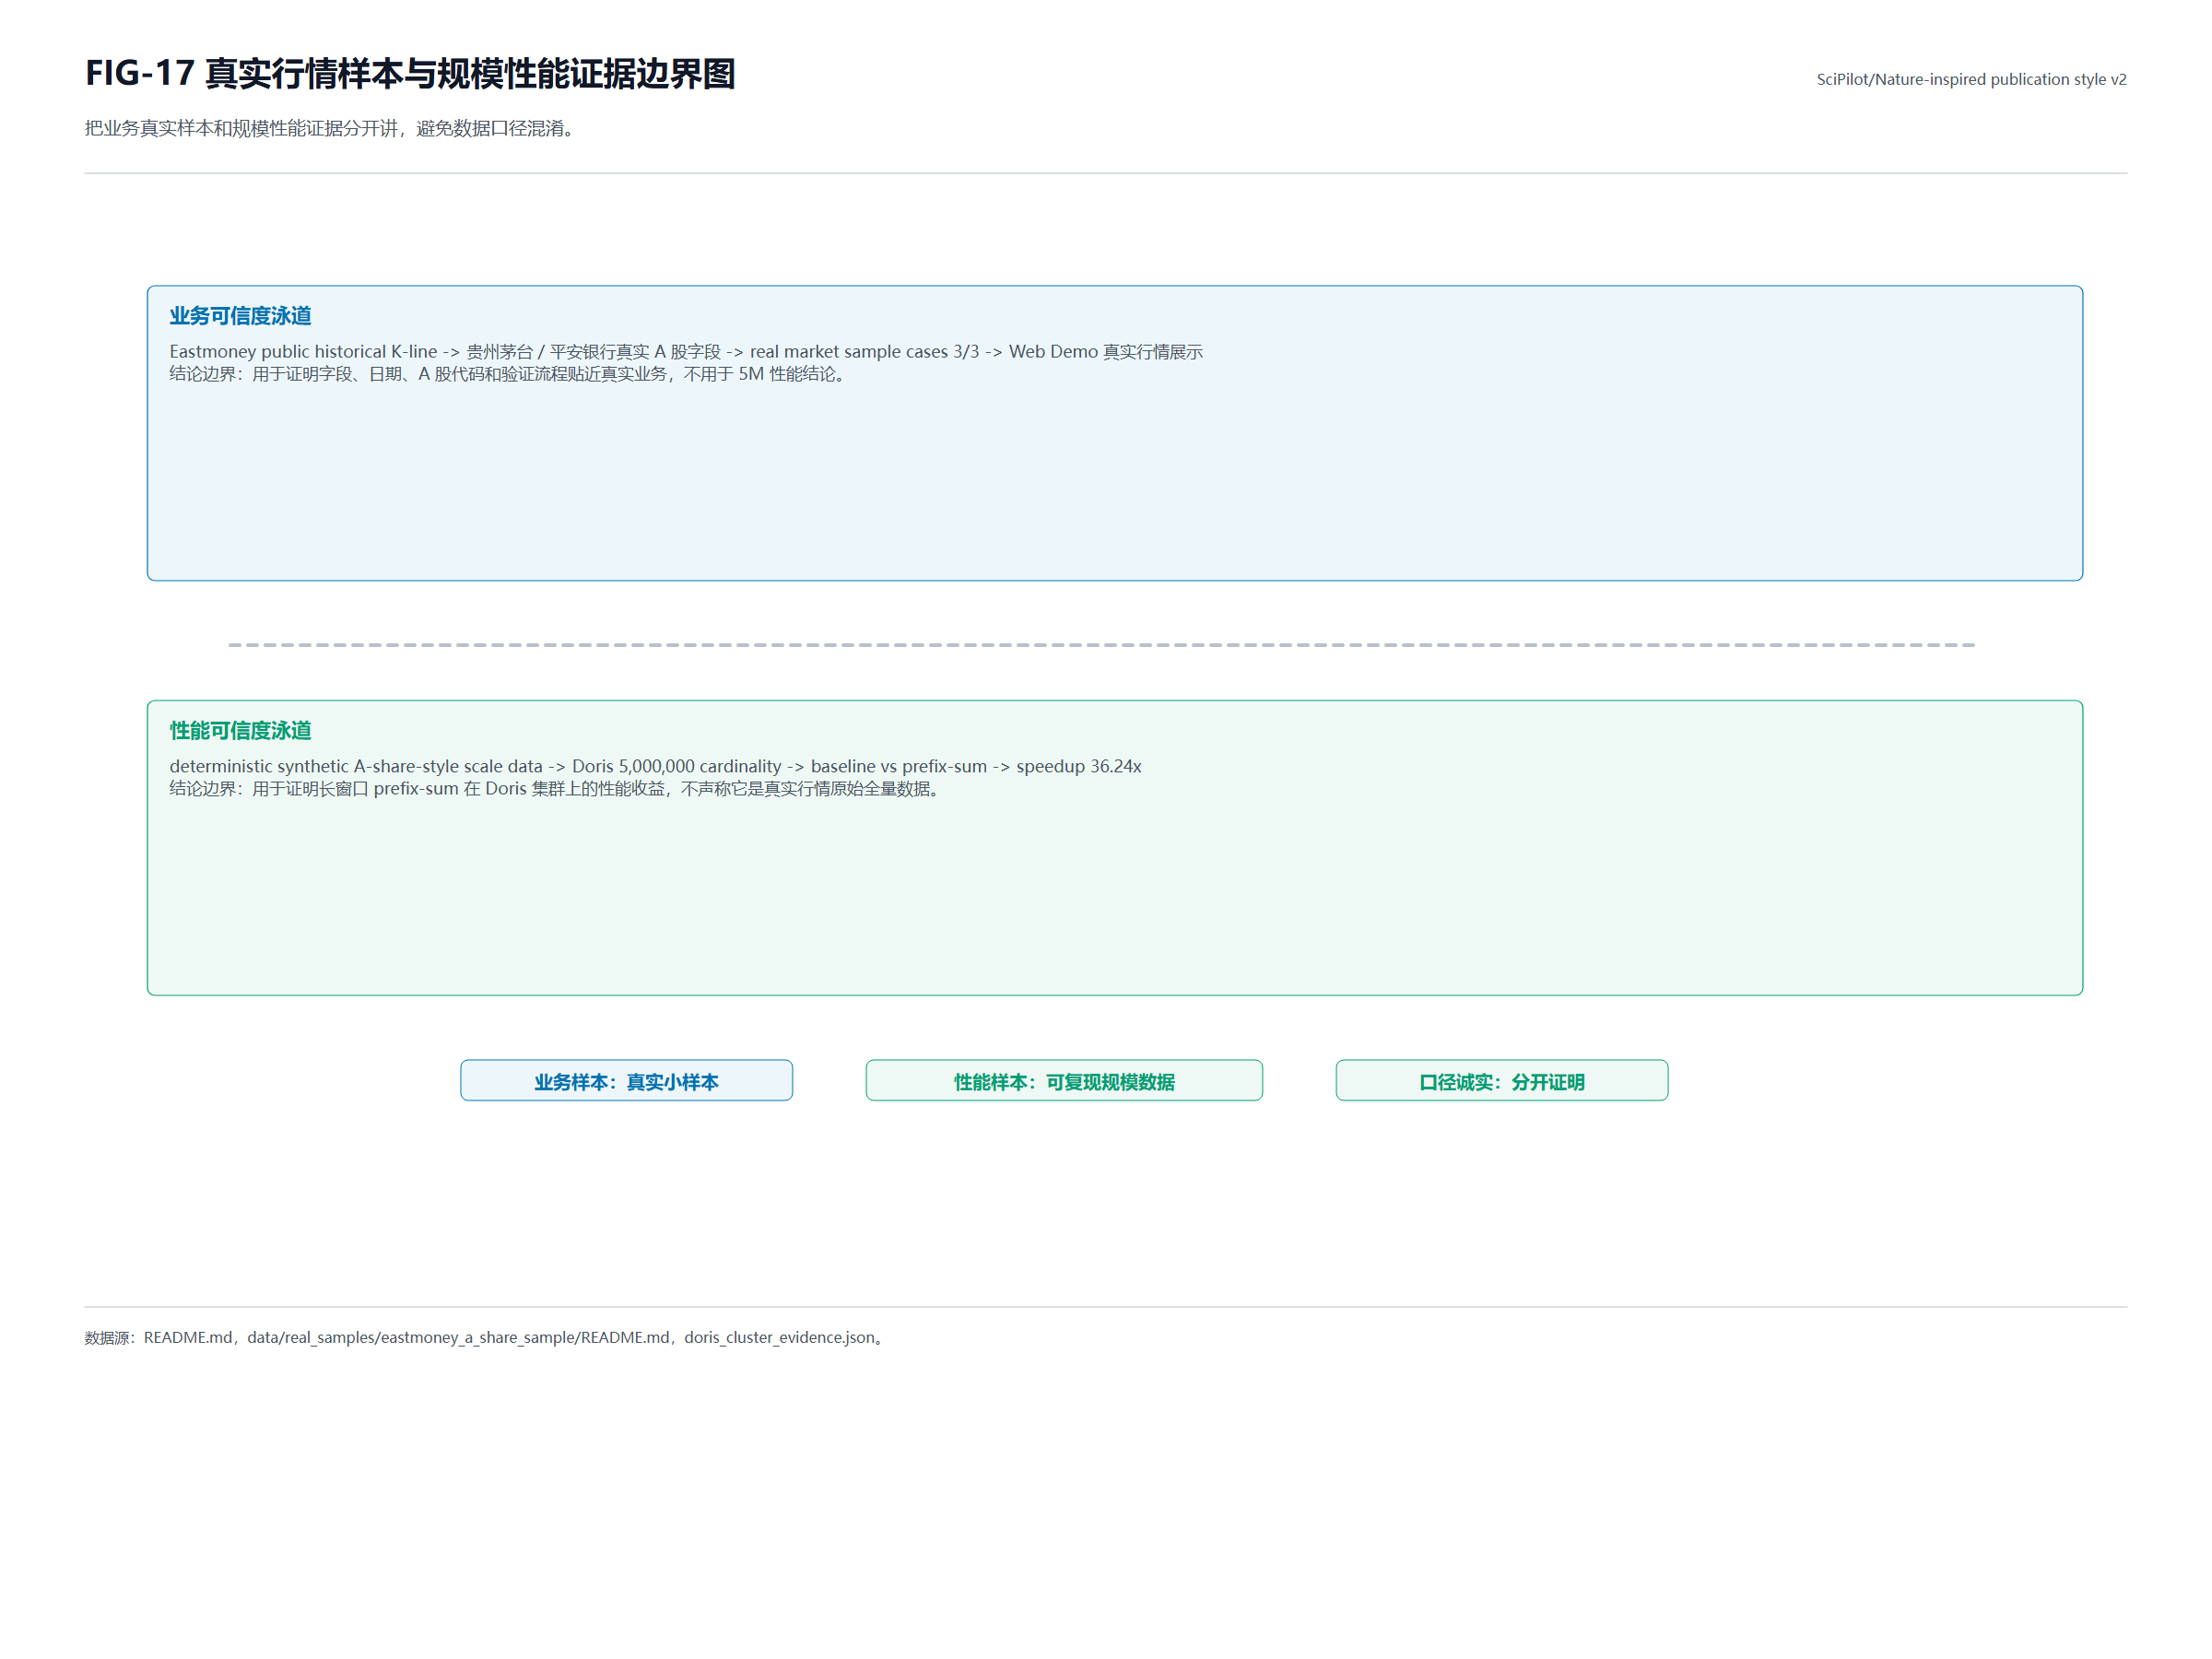 FIG-17 真实行情样本与规模性能证据边界图
SciPilot/Nature-inspired publication style v2
把业务真实样本和规模性能证据分开讲，避免数据口径混淆。
业务可信度泳道
Eastmoney public historical K-line -> 贵州茅台 / 平安银行真实 A 股字段 -> real market sample cases 3/3 -> Web Demo 真实行情展示
结论边界：用于证明字段、日期、A 股代码和验证流程贴近真实业务，不用于 5M 性能结论。
性能可信度泳道
deterministic synthetic A-share-style scale data -> Doris 5,000,000 cardinality -> baseline vs prefix-sum -> speedup 36.24x
结论边界：用于证明长窗口 prefix-sum 在 Doris 集群上的性能收益，不声称它是真实行情原始全量数据。
业务样本：真实小样本
性能样本：可复现规模数据
口径诚实：分开证明
数据源：README.md，data/real_samples/eastmoney_a_share_sample/README.md，doris_cluster_evidence.json。